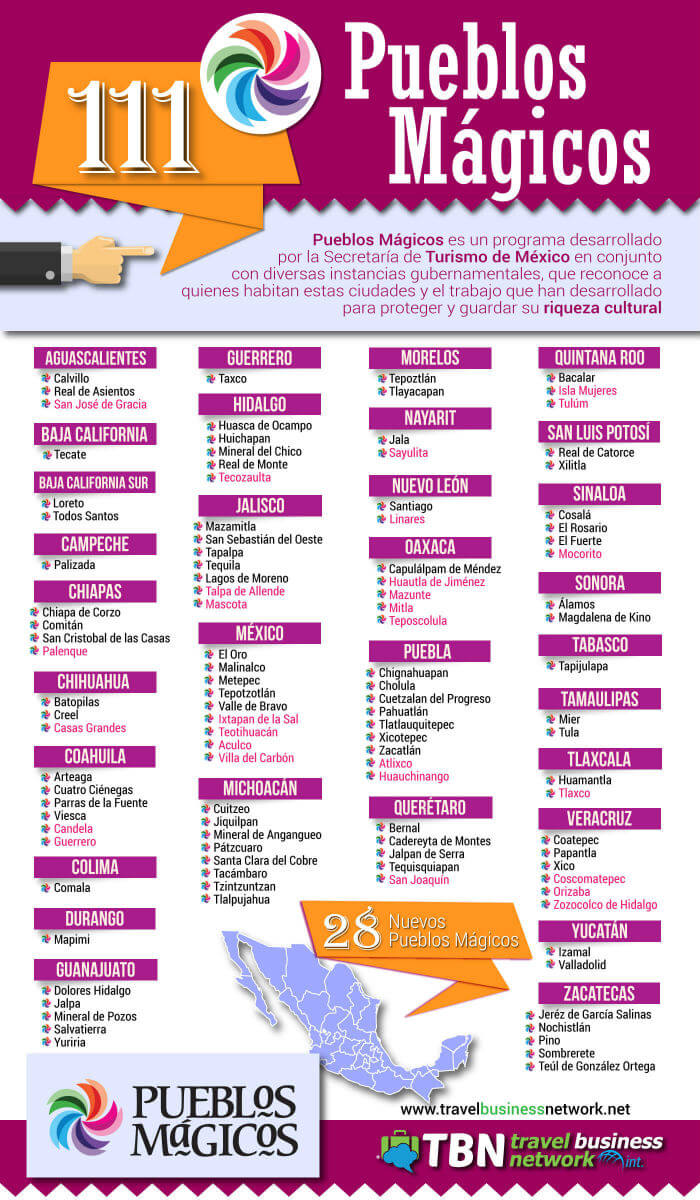 111
Pueblos
Mágicos
Pueblos Mágicos es un programa desarrollado
por la Secretaría de Turismo de México en conjunto
con diversas instancias gubernamentales, que reconoce a
quienes habitan estas ciudades y el trabajo que han desarrollado
para proteger y guardar su riqueza cultural
AGUASCALIENTES
Calvillo
Real de Asientos
San José de Gracia
BAJA CALIFORNIA
Tecate
BAJA CALIFORNIA SUR
Loreto
Todos Santos
CAMPECHE
Palizada
CHIAPAS
Chiapa de Corzo
Comitán
San Cristobal de las Casas
Palenque
CHIHUAHUA
Batopilas
Creel
Casas Grandes
COAHUILA
Arteaga
Cuatro Ciénegas
Parras de la Fuente
Viesca
Candela
Guerrero
COLIMA
Comala
DURANGO
Mapimi
GUANAJUATO
Dolores Hidalgo
Jalpa
Mineral de Pozos
Salvatierra
Yuriria
GUERRERO
Taxco
HIDALGO
Huasca de Ocampo
Huichapan
Mineral del Chico
Real de Monte
Tecozaulta
JALISCO
Mazamitla
San Sebastián del Oeste
Tapalpa
Tequila
Lagos de Moreno
Talpa de Allende
Mascota
MÉXICO
El Oro
Malinalco
Metepec
Tepotzotlán
Valle de Bravo
Ixtapan de la Sal
Teotihuacán
Aculco
Villa del Carbón
MICHOACÁN
Cuitzeo
Jiquilpan
Mineral de Angangueo
Pátzcuaro
Santa Clara del Cobre
Tacámbaro
Tzintzuntzan
Tlalpujahua
MORELOS
Tepoztlán
Tlayacapan
NAYARIT
Jala
Sayulita
NUEVO LEÓN
Santiago
Linares
OAXACA
Capulálpam de Méndez
Huautla de Jiménez
Mazunte
Mitla
Teposcolula
PUEBLA
Chignahuapan
Cholula
Cuetzalan del Progreso
Pahuatlán
Tlatlauquitepec
Xicotepec
Zacatlán
Atlixco
Huauchinango
QUERÉTARO
Bernal
Cadereyta de Montes
Jalpan de Serra
Tequisquiapan
San Joaquín
QUINTANA ROO
Bacalar
Isla Mujeres
Tulúm
SAN LUIS POTOSÍ
Real de Catorce
Xilitla
SINALOA
Cosalá
El Rosario
El Fuerte
Mocorito
SONORA
Álamos
Magdalena de Kino
TABASCO
Tapijulapa
TAMAULIPAS
Mier
Tula
TLAXCALA
Huamantla
Tlaxco
VERACRUZ
Coatepec
Papantla
Xico
Coscomatepec
Orizaba
Zozocolco de Hidalgo
YUCATÁN
Izamal
Valladolid
ZACATECAS
Jeréz de García Salinas
Nochistlán
Pino
Sombrerete
Teúl de González Ortega
28 Nuevos
Pueblos Mágicos
PUEBLOS
MÁGICOS
www.travelbusinessnetwork.net
TBN travel business
network int.